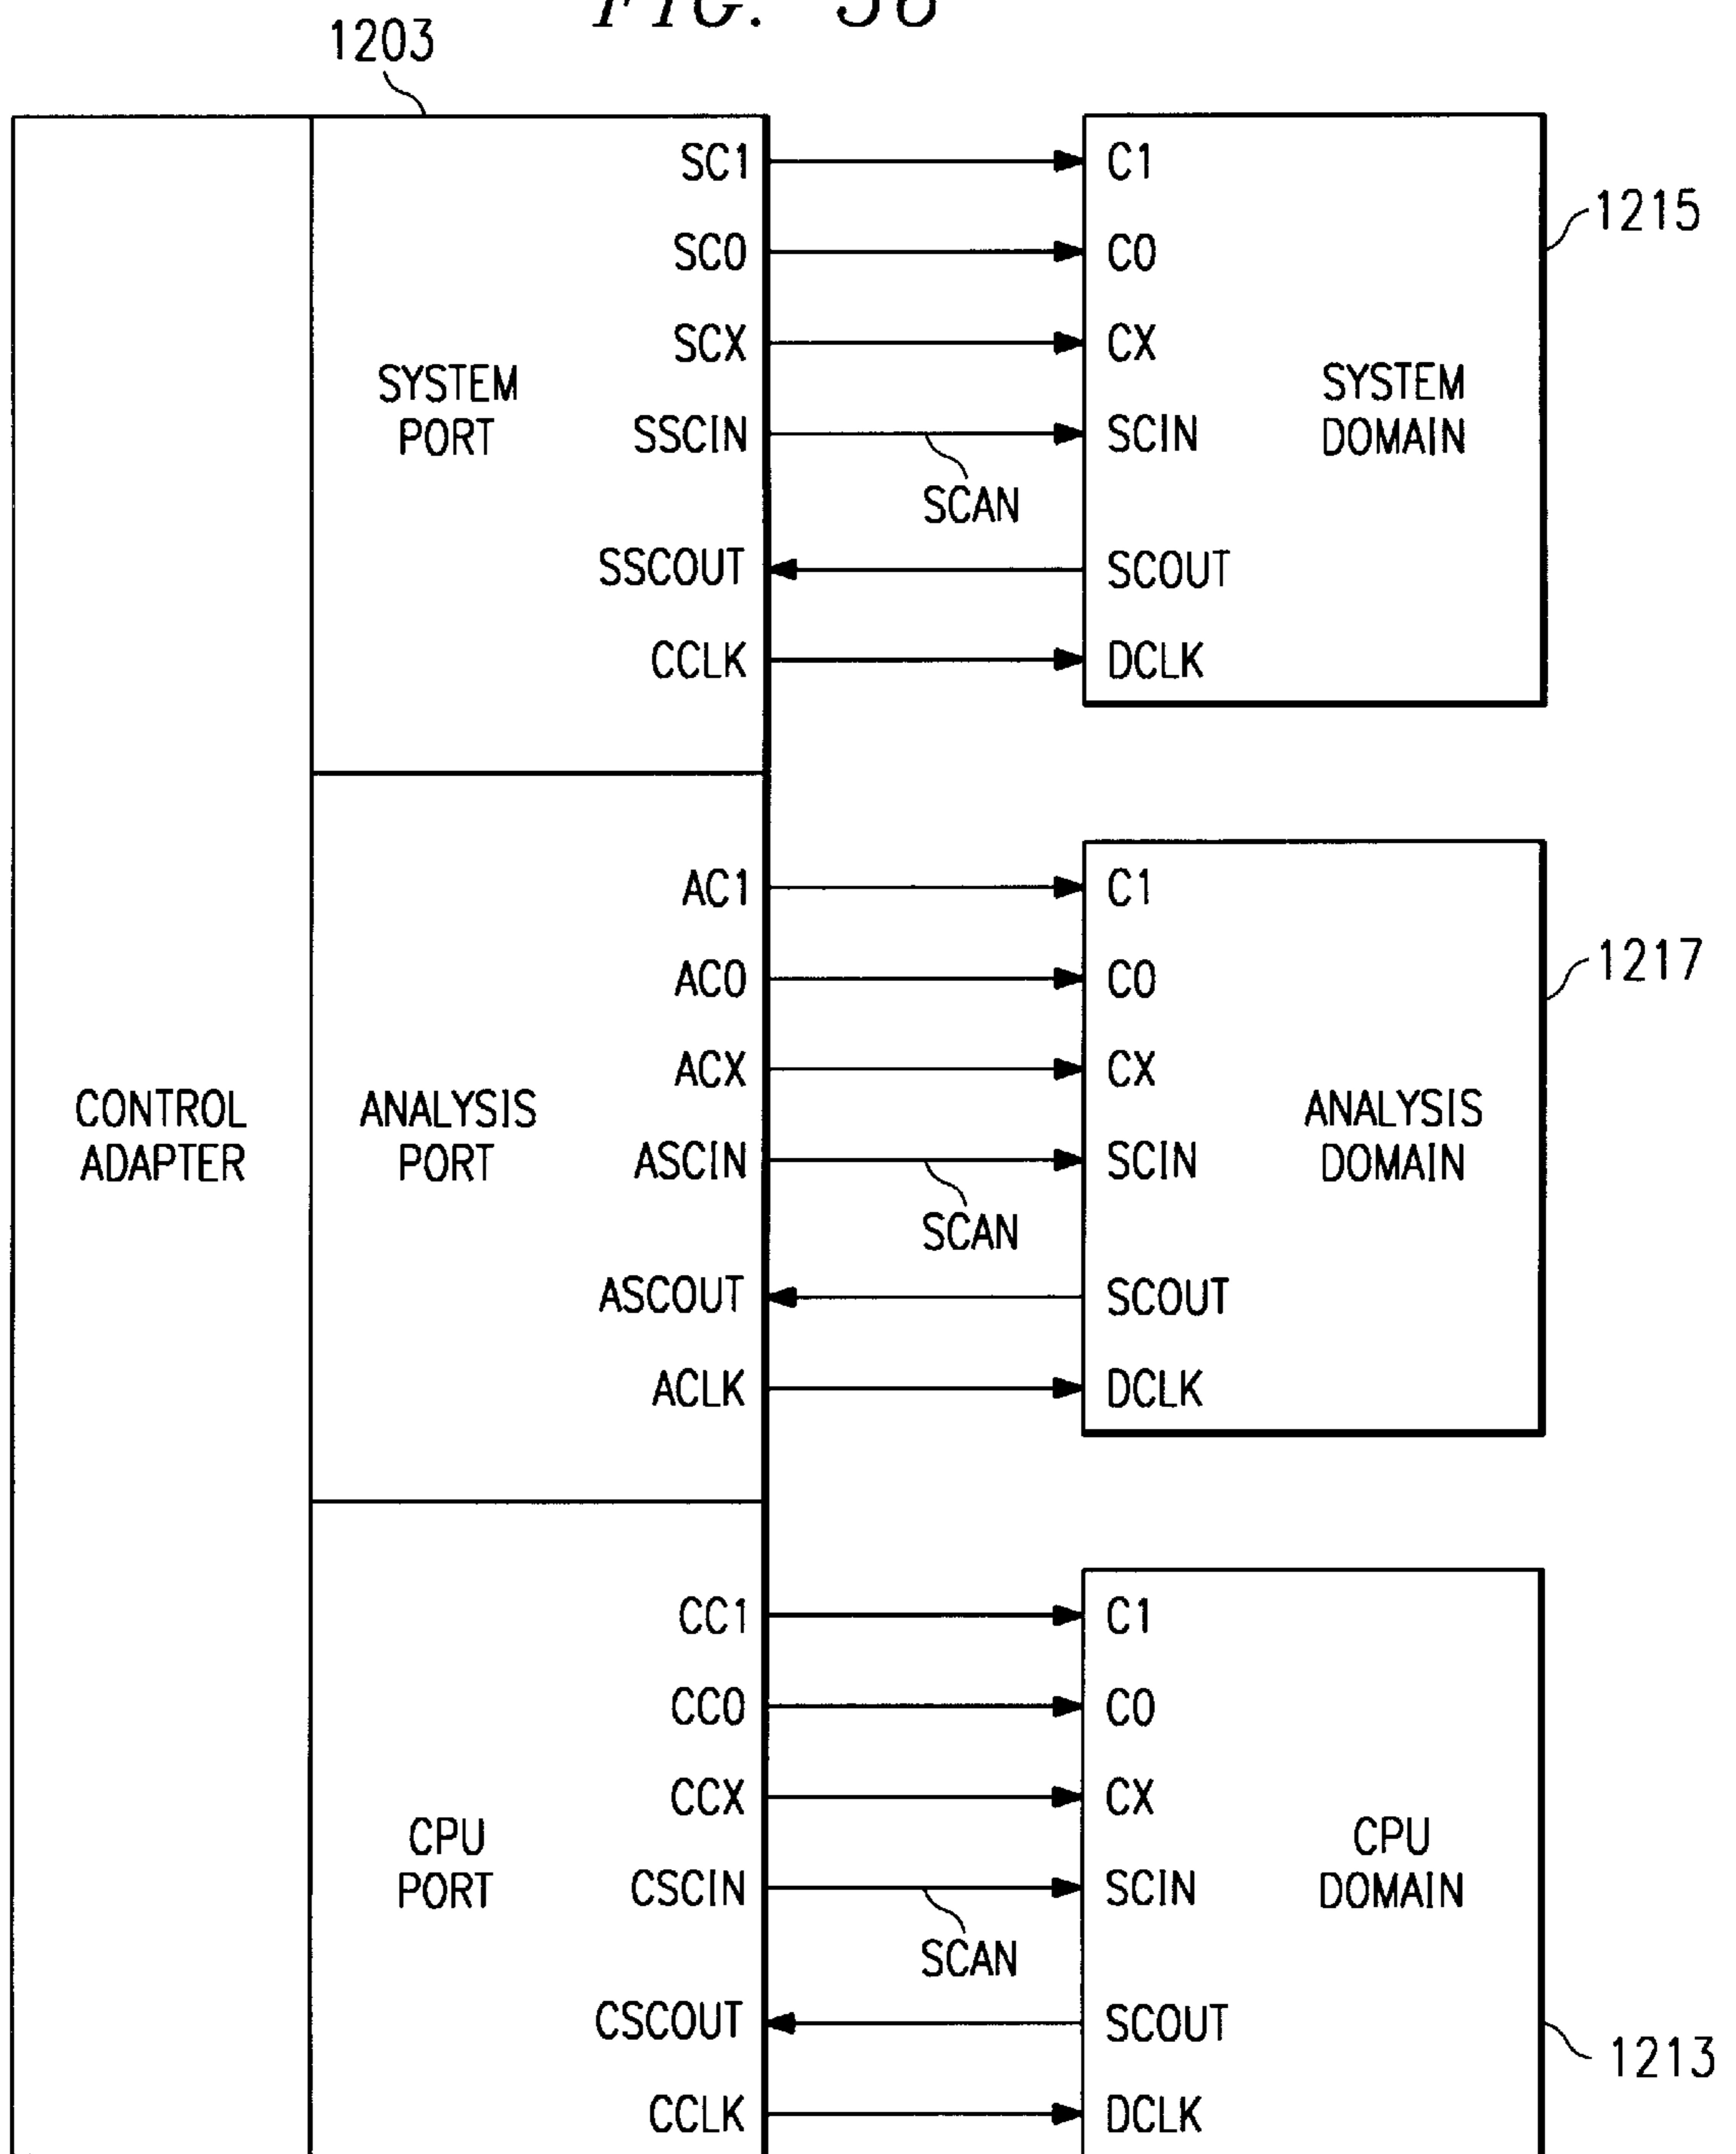 1203
SC1
C1
1215
SC0
C0
SCX
CX
SYSTEM
PORT
SYSTEM
DOMAIN
SSCIN
SCIN
SCAN
SSCOUT
SCOUT
CCLK
DCLK
AC1
C1
1217
AC0
C0
ACX
CX
CONTROL
ADAPTER
ANALYSIS
PORT
ANALYSIS
DOMAIN
ASCIN
SCIN
SCAN
ASCOUT
SCOUT
ACLK
DCLK
CC1
C1
CC0
C0
CCX
CX
CPU
PORT
CPU
DOMAIN
CSCIN
SCIN
SCAN
CSCOUT
SCOUT
1213
CCLK
DCLK